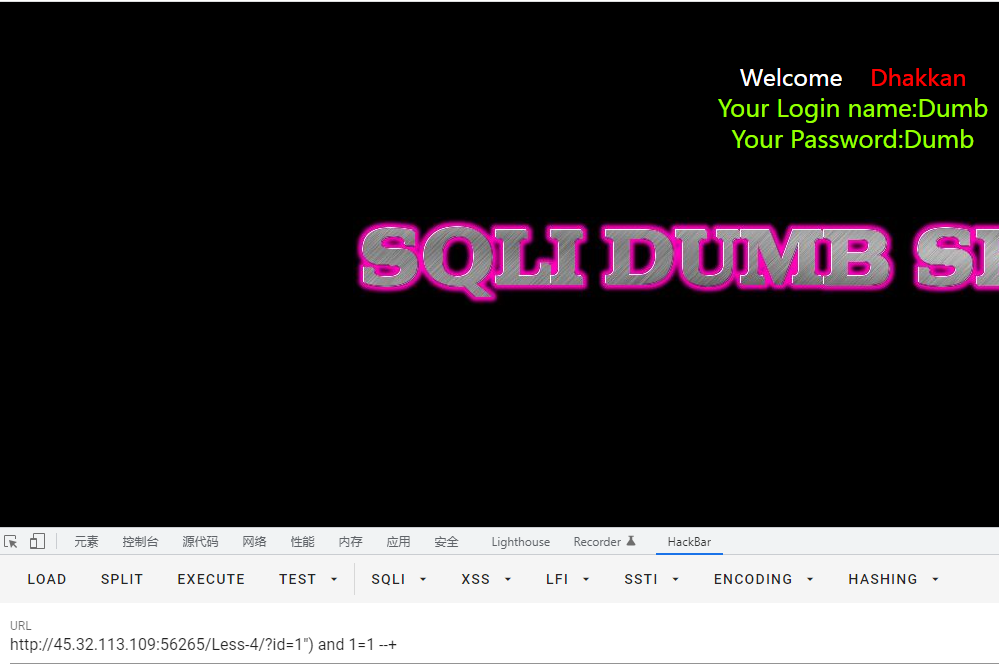 Welcome Dhakkan
Your Login name:Dumb
Your Password:Dumb
SQLI DUMB
元素 控制台 源代码 网络 性能 内存 应用 安全 Lighthouse Recorder HackBar
LOAD SPLIT EXECUTE TEST SQLI XSS LFI SSTI ENCODING HASHING
URL
http://45.32.113.109:56265/Less-4/?id=1") and 1=1 --+